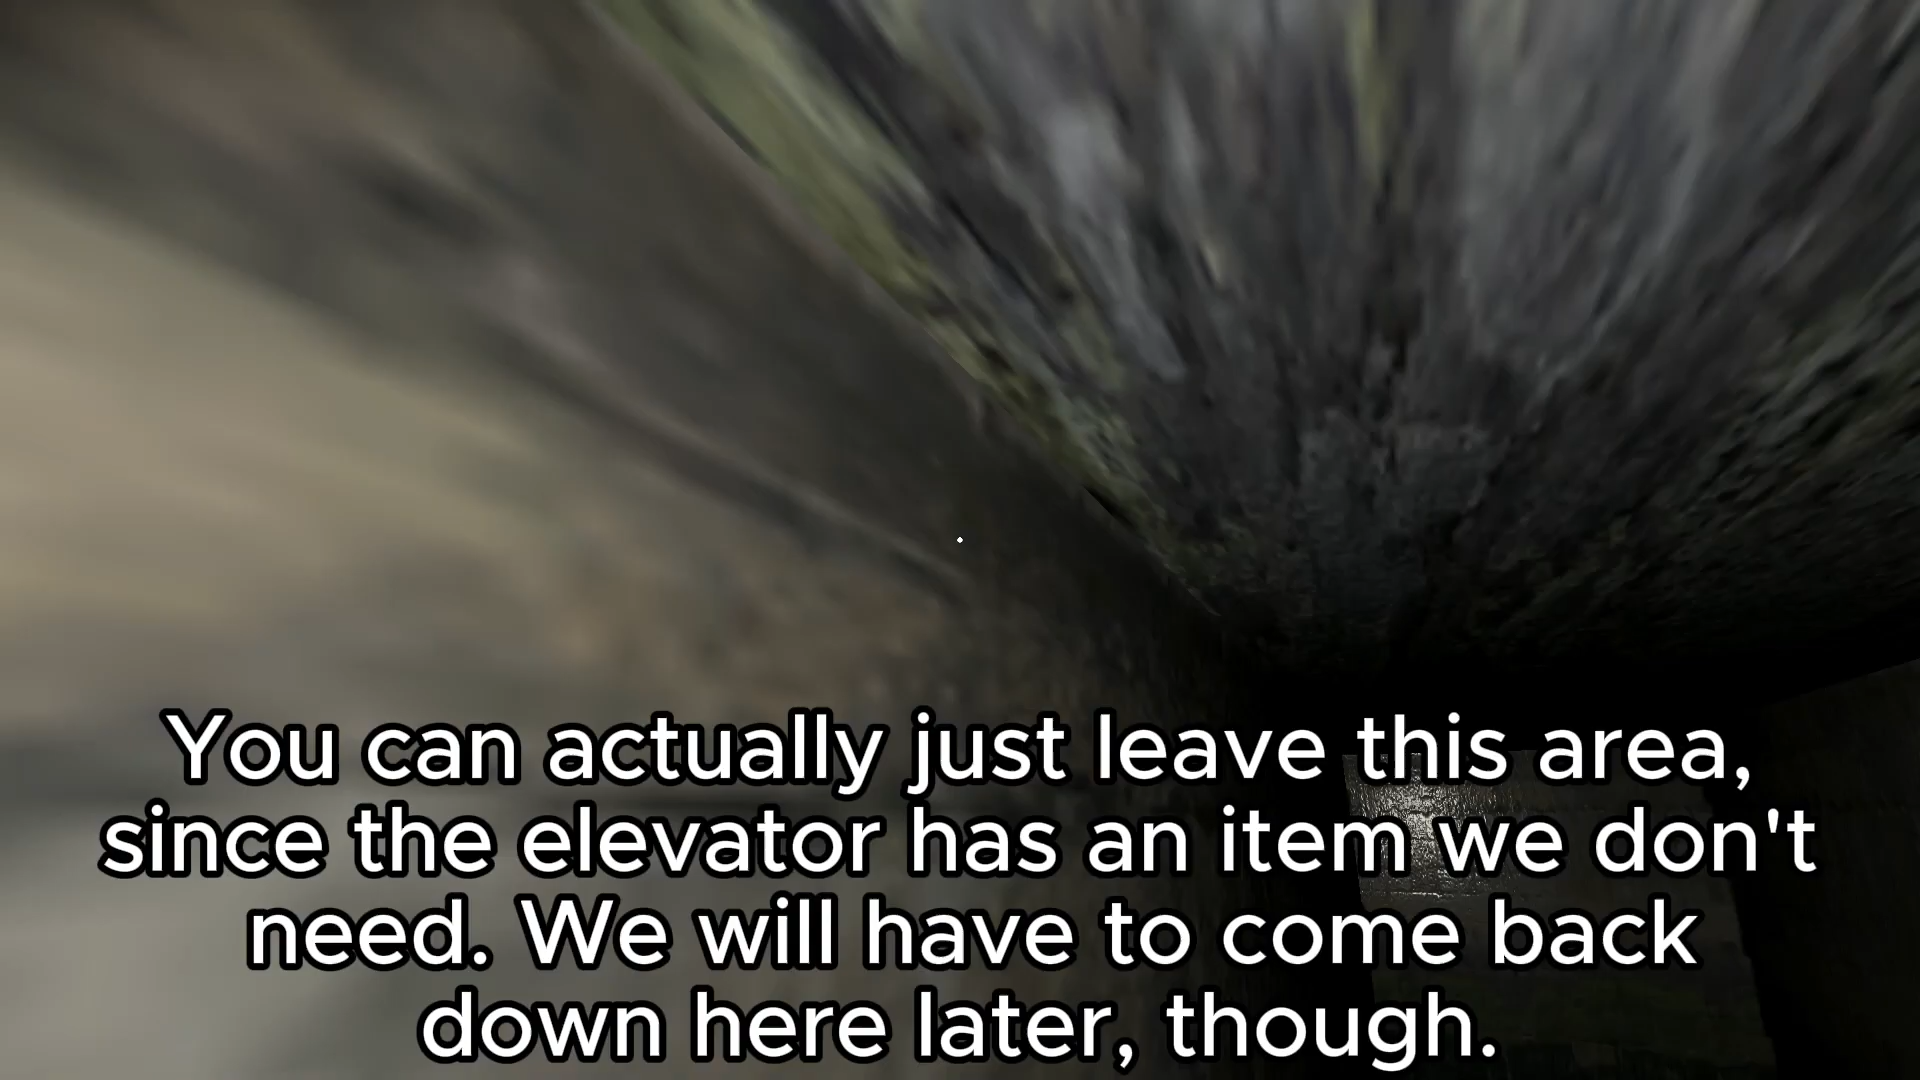 You can actually just leave this area,
since the elevator has an item we don't
need. We will have to come back
down here later, though.